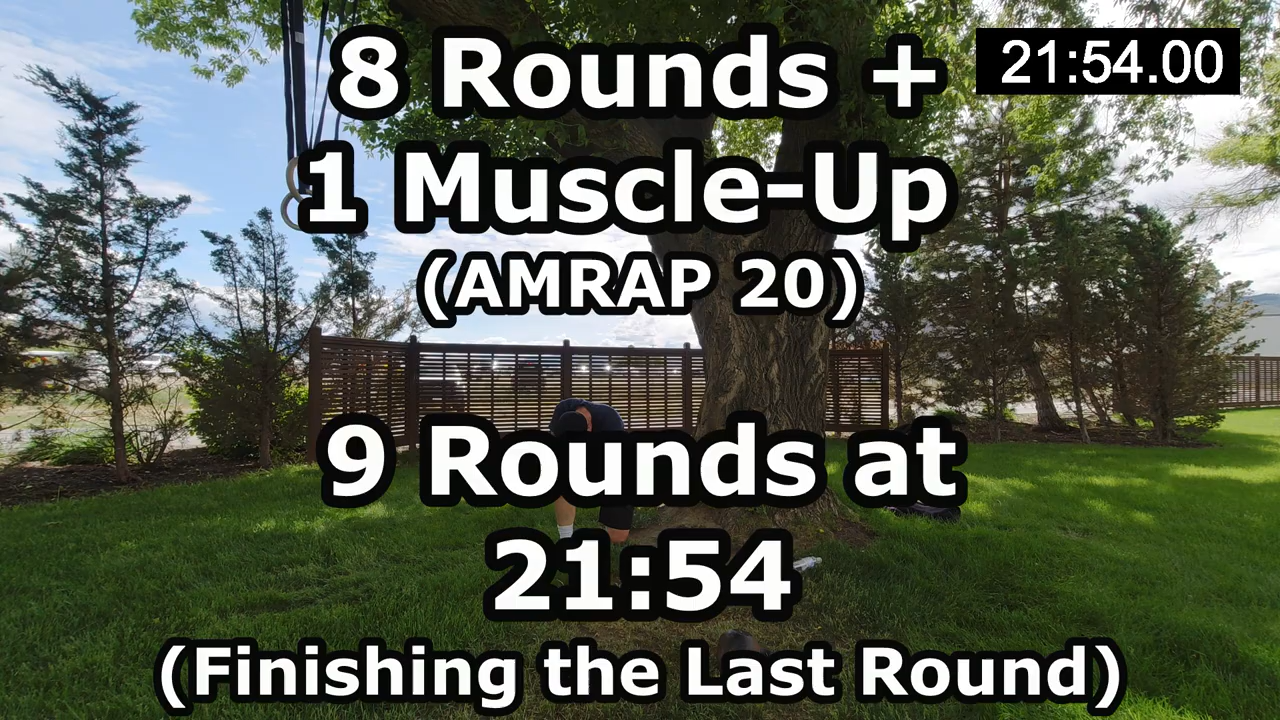 8 Rounds +
21:54.00
1 Muscle-Up
(AMRAP 20)
9 Rounds at
21:54
(Finishing the Last Round)